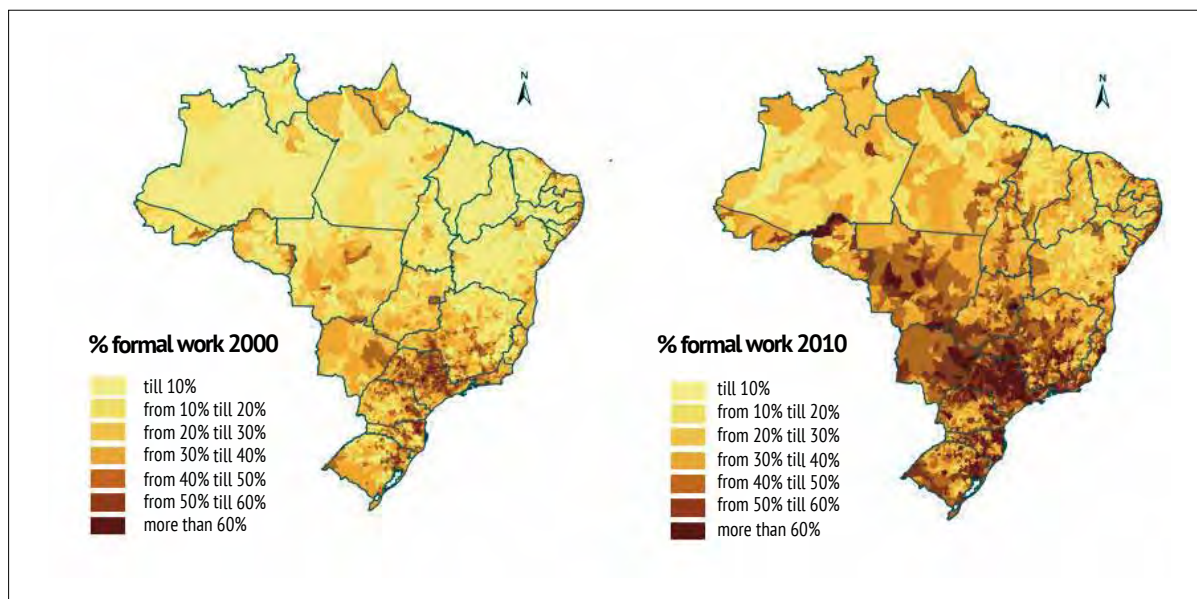 N
% formal work 2000
till 10%
from 10% till 20%
from 20% till 30%
from 30% till 40%
from 40% till 50%
from 50% till 60%
more than 60%
N
% formal work 2010
till 10%
from 10% till 20%
from 20% till 30%
from 30% till 40%
from 40% till 50%
from 50% till 60%
more than 60%